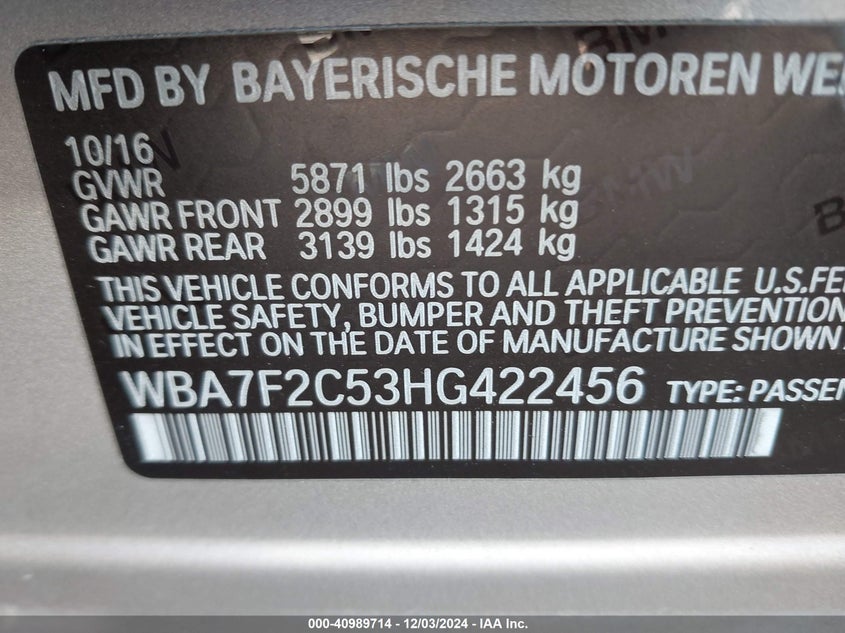 MFD BY BAYERISCHE MOTOREN
10/16
GVWR 5871 lbs 2663 kg
GAWR FRONT 2899 lbs 1315 kg
GAWR REAR 3139 lbs 1424 kg
THIS VEHICLE CONFORMS TO ALL APPLICABLE U.S.FE
VEHICLE SAFETY, BUMPER AND THEFT PREVENTION
IN EFFECT ON THE DATE OF MANUFACTURE SHOWN
WBA7F2C53HG422456 TYPE: PASSEN
000-40989714 - 12/03/2024 - IAA Inc.